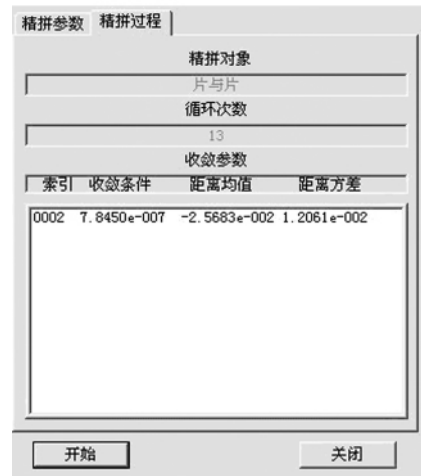 精拼参数 精拼过程
精拼对象
片与片
循环次数
13
收敛参数
索引 收敛条件 距离均值 距离方差
0002 7.8450e-007 -2.5683e-002 1.2061e-002
开始 关闭